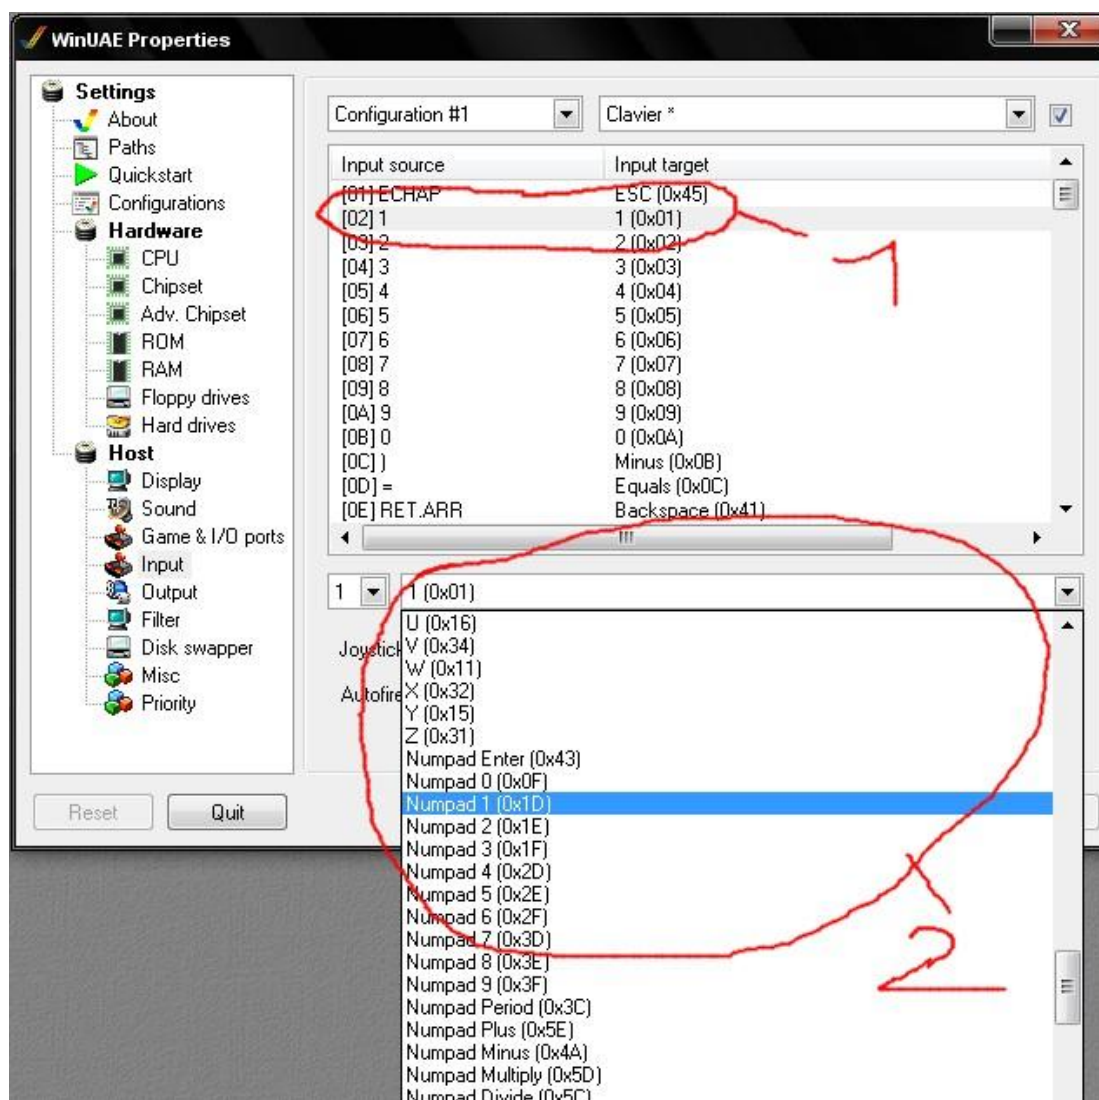 WinUAE Properties
Settings
About
Paths
Quickstart
Configurations
Hardware
CPU
Chipset
Adv. Chipset
ROM
RAM
Floppy drives
Hard drives
Host
Display
Sound
Game & I/O ports
Input
Output
Filter
Disk swapper
Misc
Priority
Reset
Quit
Configuration #1
Clavier *
Input source Input target
[01] ECHAP ESC (0x45)
[02] 1 1 (0x01)
[03] 2 2 (0x02)
[04] 3 3 (0x03)
[05] 4 4 (0x04)
[06] 5 5 (0x05)
[07] 6 6 (0x06)
[08] 7 7 (0x07)
[09] 8 8 (0x08)
[0A] 9 9 (0x09)
[0B] 0 0 (0x0A)
[0C] ) Minus (0x0B)
[0D] = Equals (0x0C)
[0E] RET.ARR Backspace (0x41)
1
1
1 (0x01)
Joystick
Autofire
U (0x16)
V (0x34)
W (0x11)
X (0x32)
Y (0x15)
Z (0x31)
Numpad Enter (0x43)
Numpad 0 (0x0F)
Numpad 1 (0x1D)
Numpad 2 (0x1E)
Numpad 3 (0x1F)
Numpad 4 (0x2D)
Numpad 5 (0x2E)
Numpad 6 (0x2F)
Numpad 7 (0x3D)
Numpad 8 (0x3E)
Numpad 9 (0x3F)
Numpad Period (0x3C)
Numpad Plus (0x5E)
Numpad Minus (0x4A)
Numpad Multiply (0x5D)
Numpad Divide (0x5C)
2